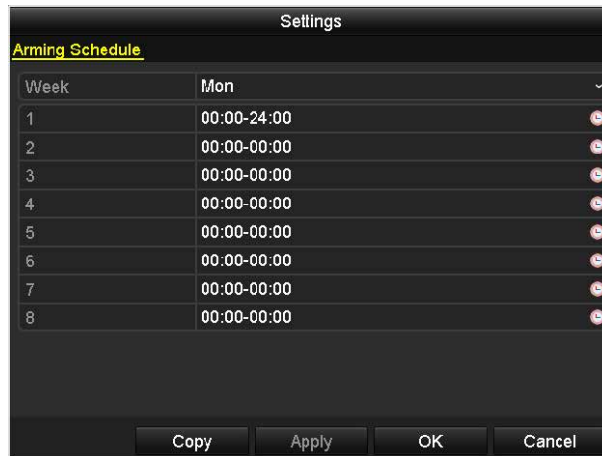 Settings
Arming Schedule
Week Mon
1 00:00-24:00
2 00:00-00:00
3 00:00-00:00
4 00:00-00:00
5 00:00-00:00
6 00:00-00:00
7 00:00-00:00
8 00:00-00:00
Copy Apply OK Cancel